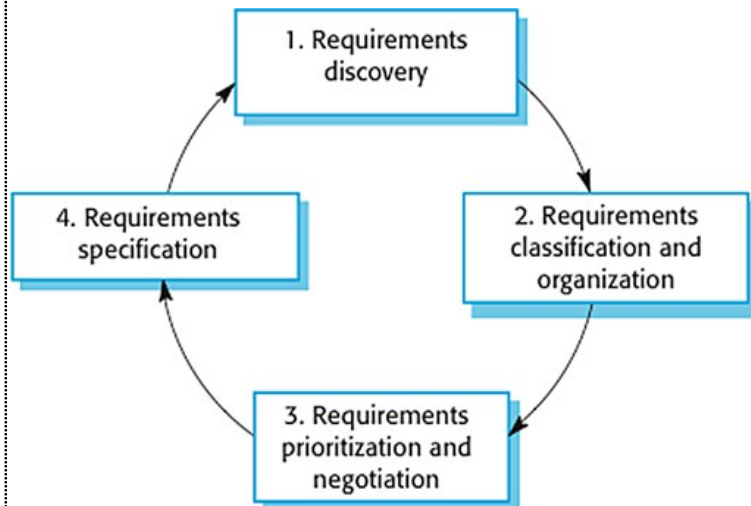 1. Requirements
discovery
2. Requirements
classification and
organization
3. Requirements
prioritization and
negotiation
4. Requirements
specification